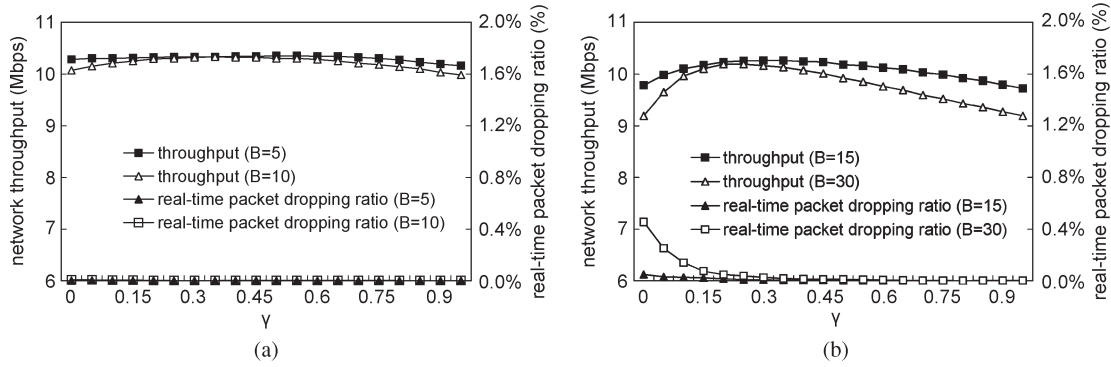 network throughput (Mbps)
11
10
9
8
7
6
throughput (B=5)
throughput (B=10)
real-time packet dropping ratio (B=5)
real-time packet dropping ratio (B=10)
2.0%
1.6%
1.2%
0.8%
0.4%
0.0%
real-time packet dropping ratio (%)
0 0.15 0.3 0.45 0.6 0.75 0.9
γ
(a)
network throughput (Mbps)
11
10
9
8
7
6
throughput (B=15)
throughput (B=30)
real-time packet dropping ratio (B=15)
real-time packet dropping ratio (B=30)
2.0%
1.6%
1.2%
0.8%
0.4%
0.0%
real-time packet dropping ratio (%)
0 0.15 0.3 0.45 0.6 0.75 0.9
γ
(b)